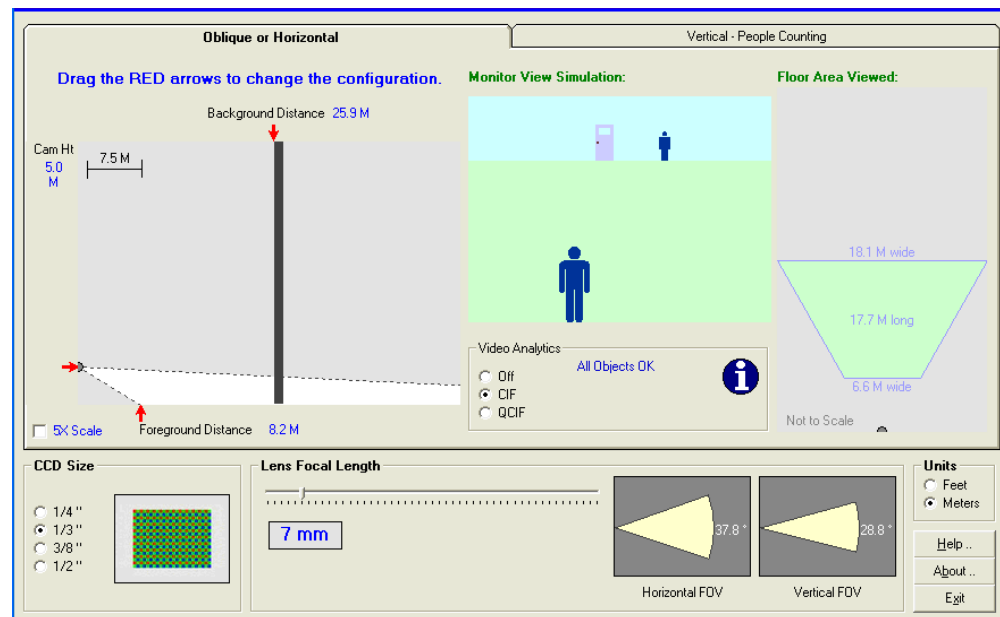 Oblique or Horizontal
Vertical - People Counting
Drag the RED arrows to change the configuration.
Monitor View Simulation:
Floor Area Viewed:
Background Distance 25.9 M
Cam Ht
5.0
M
7.5 M
18.1 M wide
17.7 M long
6.6 M wide
Not to Scale
Video Analytics
All Objects OK
Off
CIF
QCIF
i
5X Scale
Foreground Distance 8.2 M
CCD Size
1/4 "
1/3 "
3/8 "
1/2 "
Lens Focal Length
7 mm
37.8 °
28.8 °
Horizontal FOV
Vertical FOV
Units
Feet
Meters
Help ..
About ..
Exit